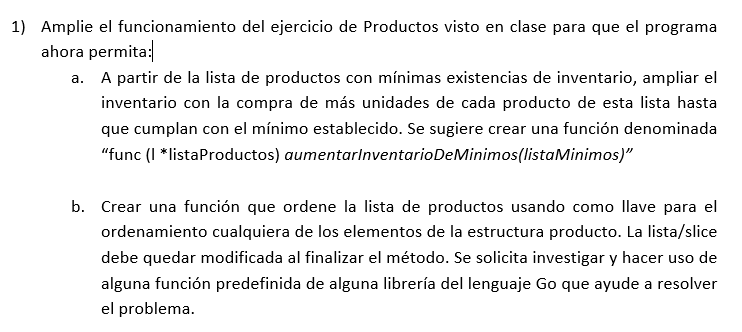 1) Amplie el funcionamiento del ejercicio de Productos visto en clase para que el programa
ahora permita:
a. A partir de la lista de productos con mínimas existencias de inventario, ampliar el
inventario con la compra de más unidades de cada producto de esta lista hasta
que cumplan con el mínimo establecido. Se sugiere crear una función denominada
“func (l *listaProductos) aumentarInventarioDeMinimos(listaMinimos)”
b. Crear una función que ordene la lista de productos usando como llave para el
ordenamiento cualquiera de los elementos de la estructura producto. La lista/slice
debe quedar modificada al finalizar el método. Se solicita investigar y hacer uso de
alguna función predefinida de alguna librería del lenguaje Go que ayude a resolver
el problema.